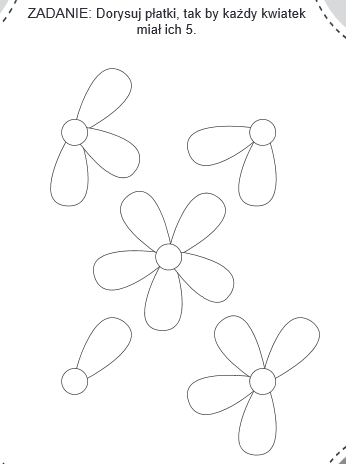 ZADANIE: Dorysuj płatki, tak by każdy kwiatek
miał ich 5.